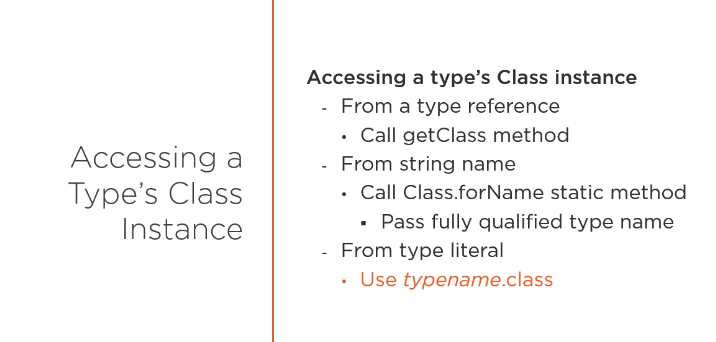 Accessing a
Type's Class
Instance
Accessing a type's Class instance
- From a type reference
• Call getClass method
- From string name
• Call Class.forName static method
▪ Pass fully qualified type name
- From type literal
• Use typename.class